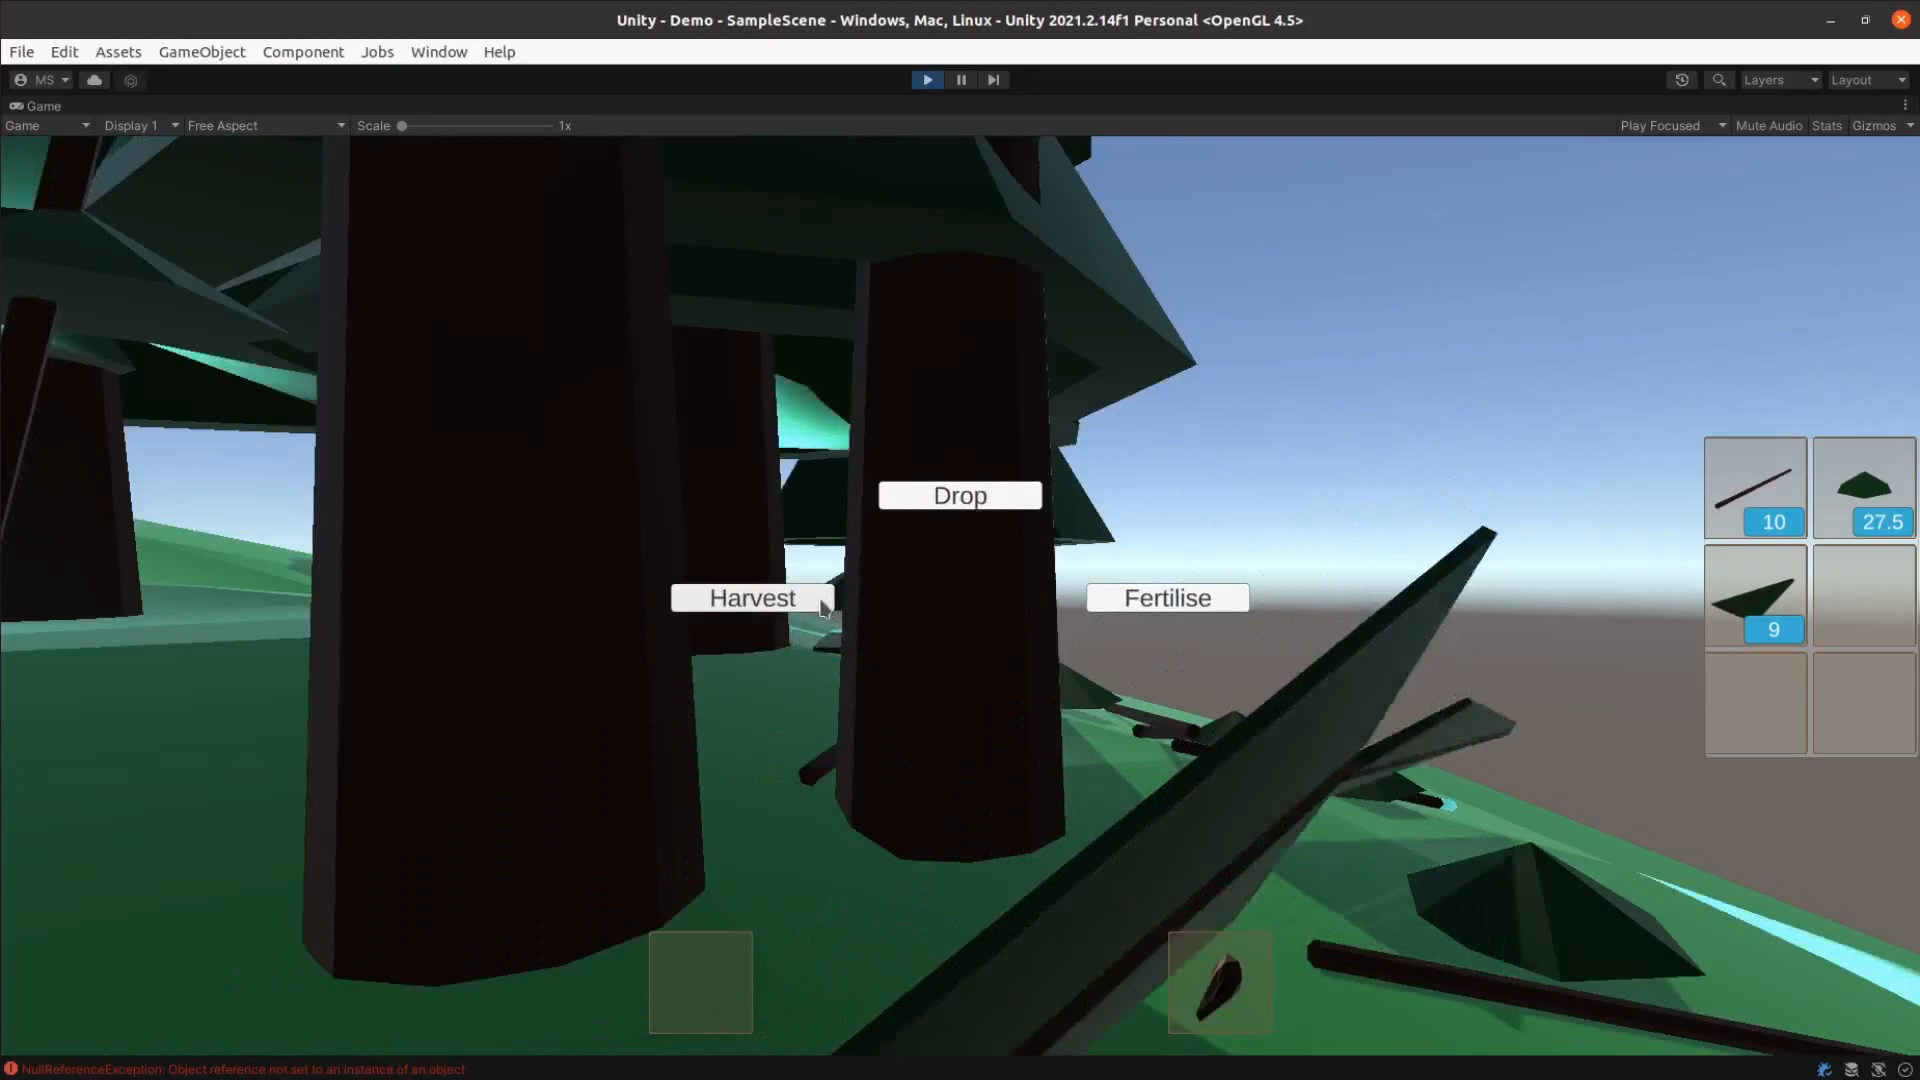 Unity - Demo - SampleScene - Windows, Mac, Linux - Unity 2021.2.14f1 Personal <OpenGL 4.5>
File Edit Assets GameObject Component Jobs Window Help
MS Layers Layout
Game
Game Display 1 Free Aspect Scale 1x Play Focused Mute Audio Stats Gizmos
Drop
10 27.5
Harvest Fertilise
9
NullReferenceException: Object reference not set to an instance of an object